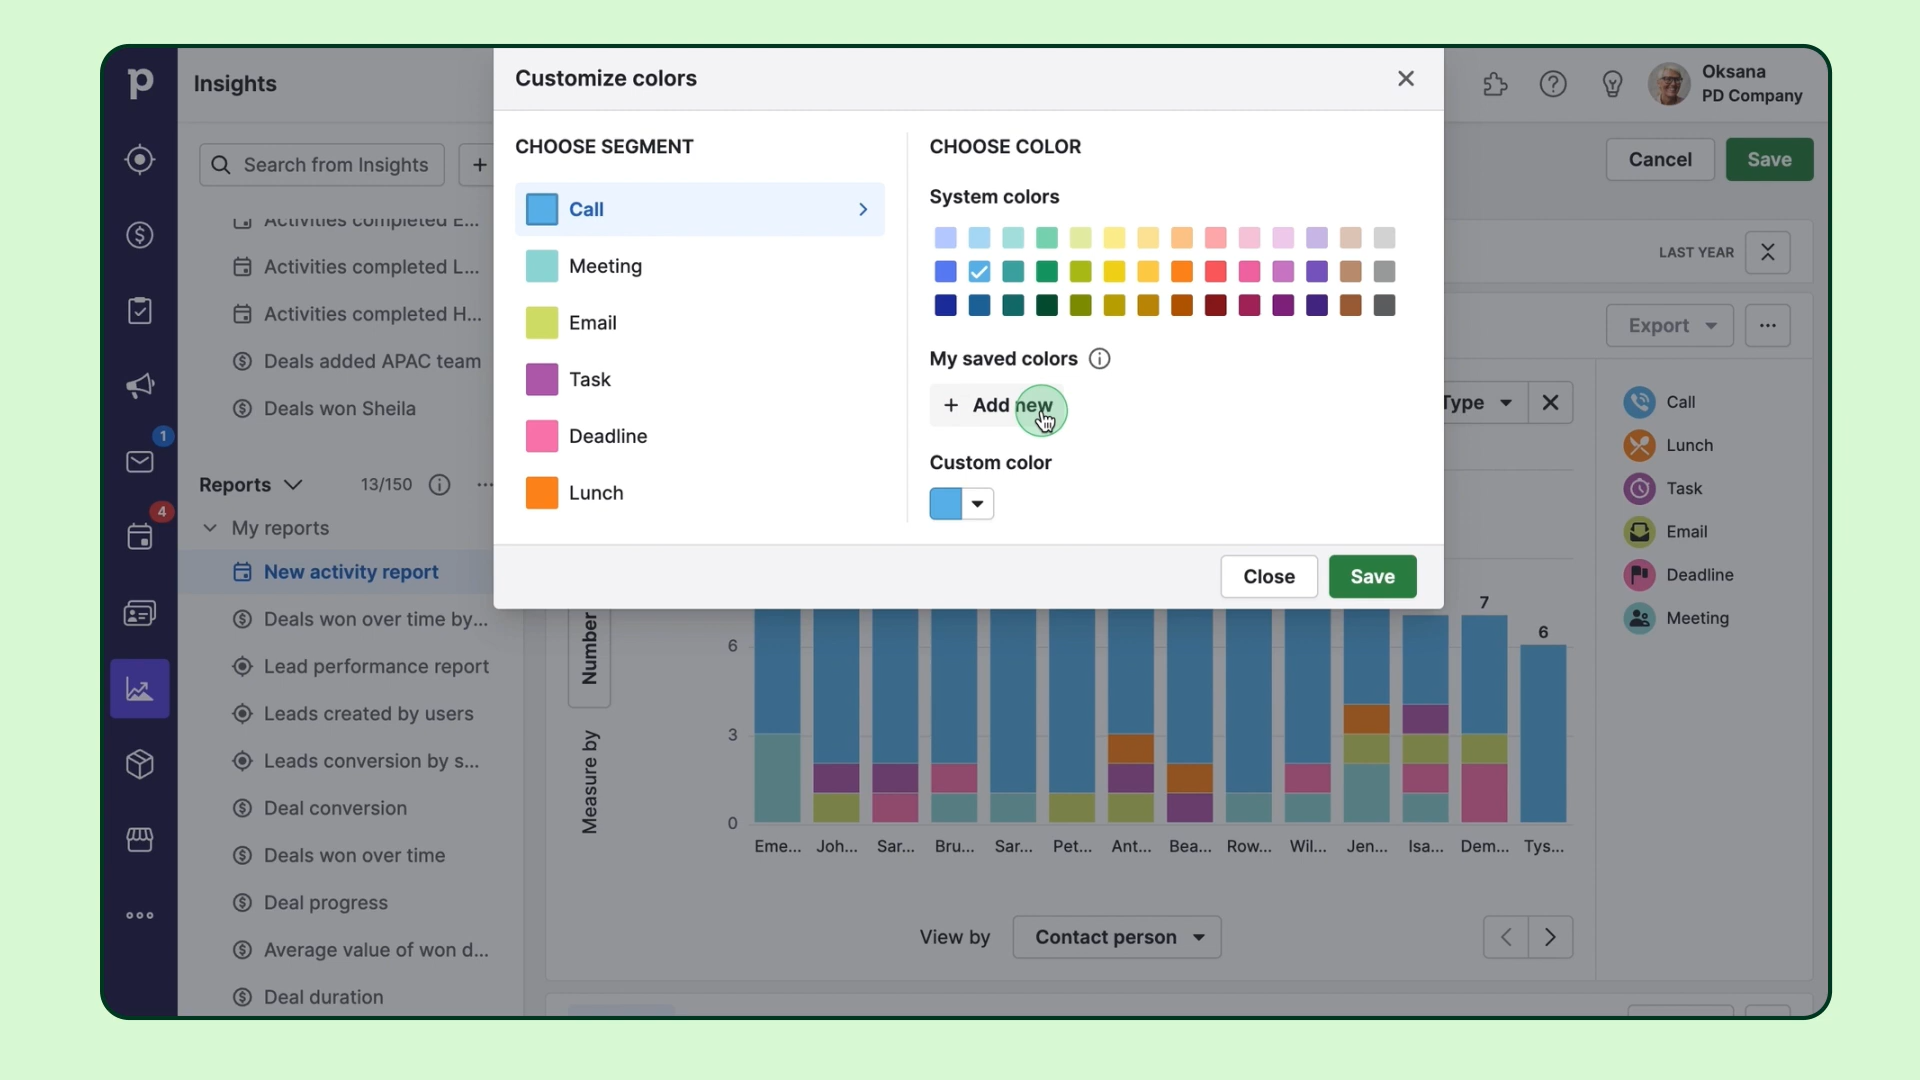 p
Insights
Search from Insights
+
Activities completed E...
Activities completed L...
Activities completed H...
Deals added APAC team
Deals won Sheila
1
4
Reports
13/150
...
My reports
New activity report
Deals won over time by...
Lead performance report
Leads created by users
Leads conversion by s...
Deal conversion
Deals won over time
Deal progress
Average value of won d...
Deal duration
Customize colors
CHOOSE SEGMENT
Call
Meeting
Email
Task
Deadline
Lunch
CHOOSE COLOR
System colors
My saved colors
+ Add new
Custom color
Close
Save
Oksana
PD Company
Cancel
Save
LAST YEAR
Export
...
Type
Call
Lunch
Task
Email
Deadline
Meeting
Number
Measure by
6
3
0
7
6
Eme... Joh... Sar... Bru... Sar... Pet... Ant... Bea... Row... Wil... Jen... Isa... Dem... Tys...
View by
Contact person